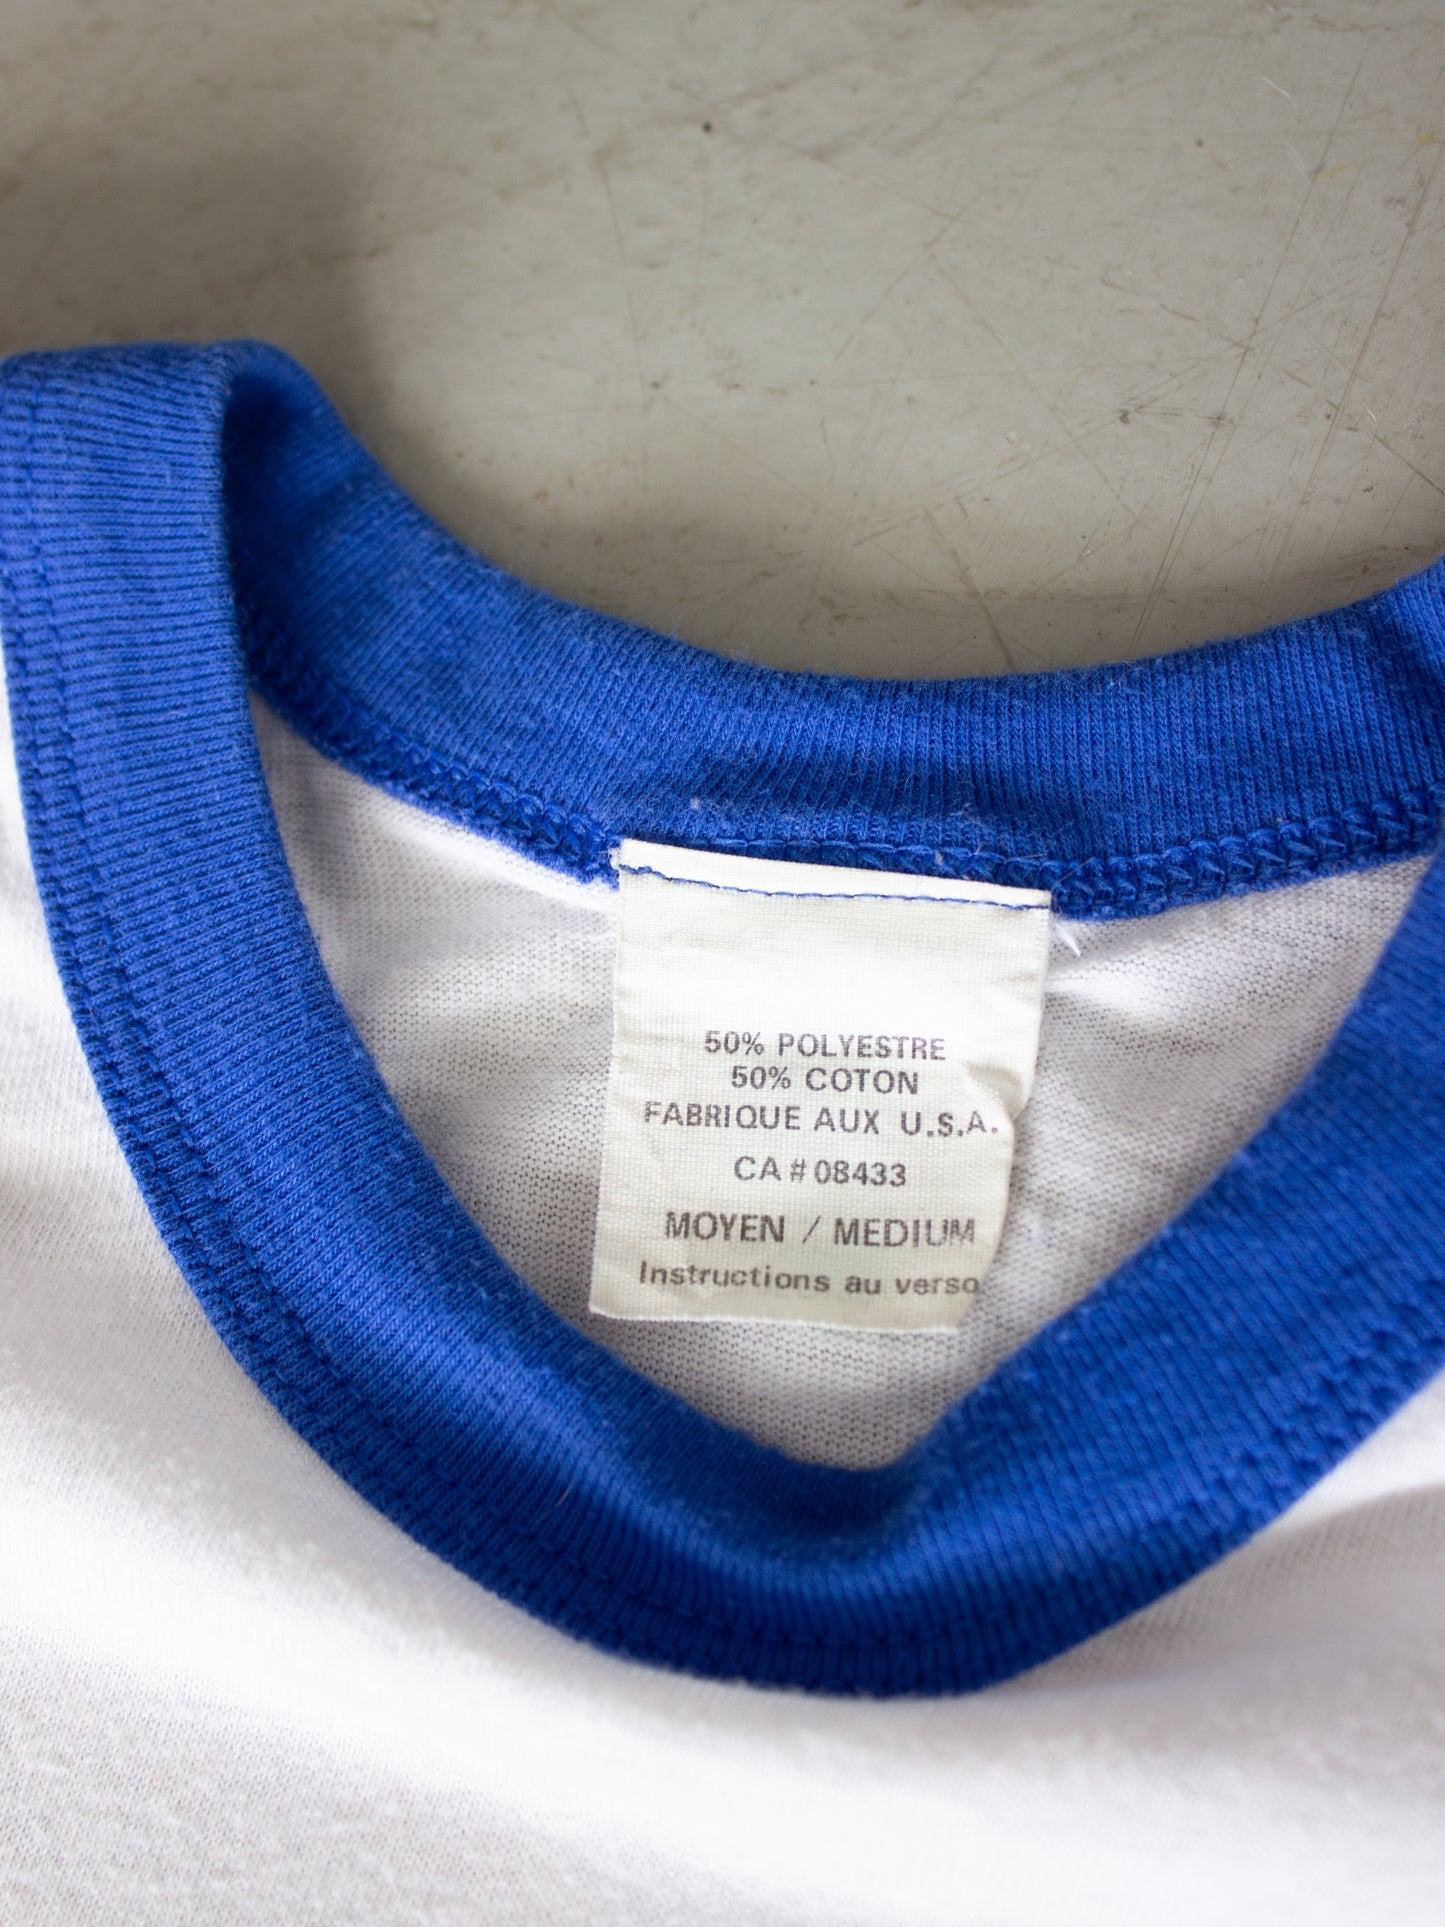 50% POLYESTRE
50% COTON
FABRIQUE AUX U.S.A.
CA # 08433
MOYEN / MEDIUM
Instructions au verso